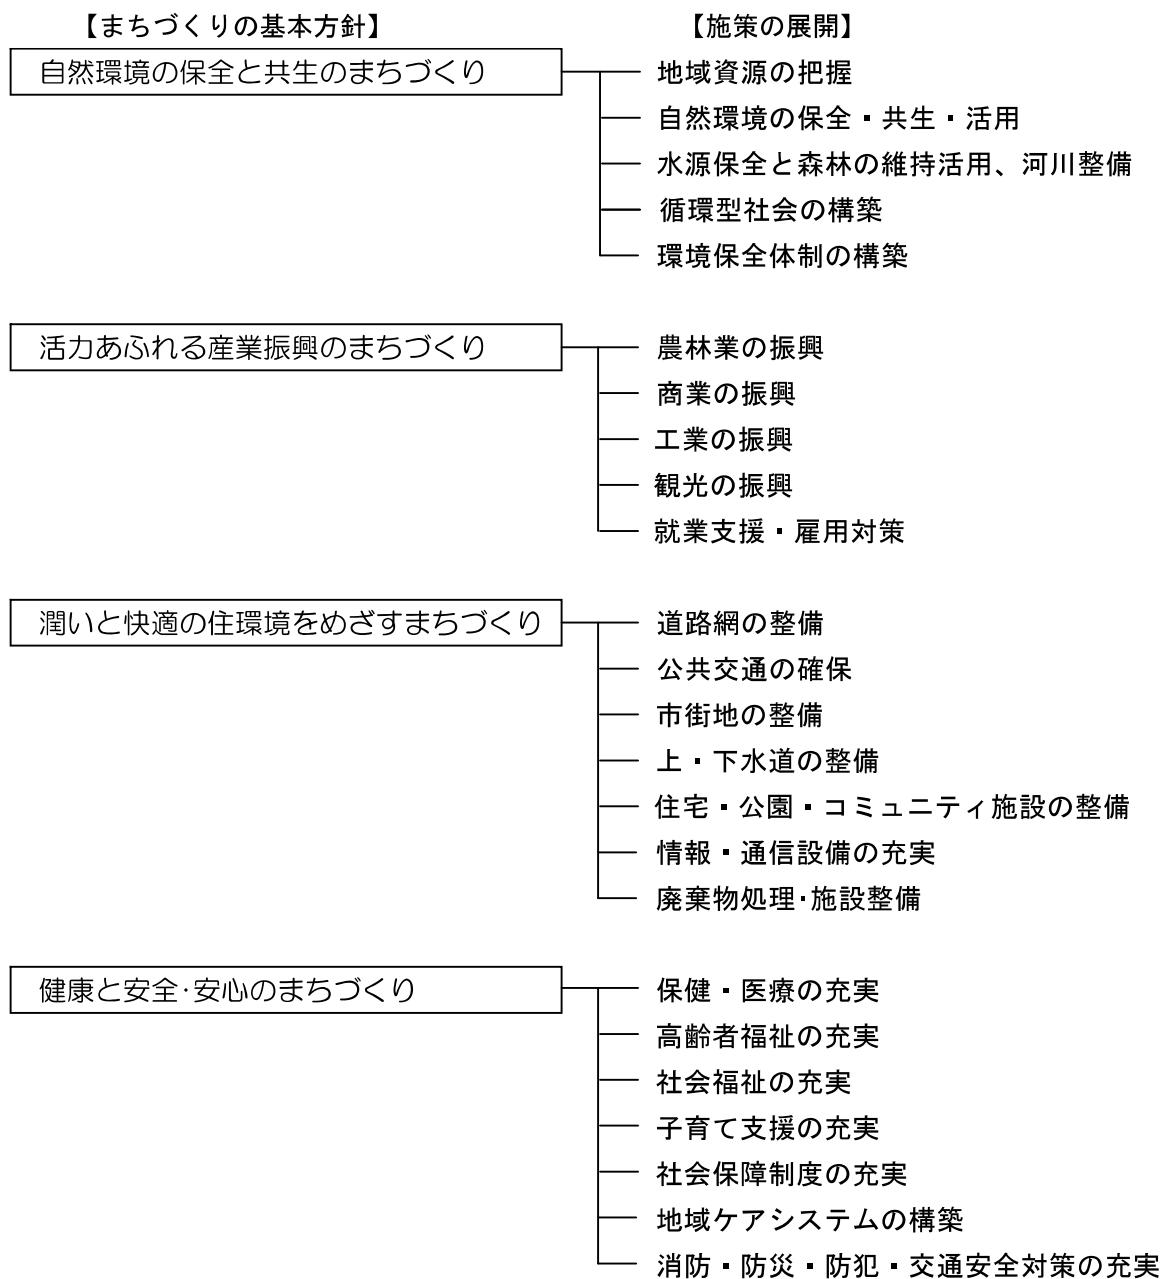 【まちづくりの基本方針】
【施策の展開】
自然環境の保全と共生のまちづくり
地域資源の把握
自然環境の保全・共生・活用
水源保全と森林の維持活用、河川整備
循環型社会の構築
環境保全体制の構築
活力あふれる産業振興のまちづくり
農林業の振興
商業の振興
工業の振興
観光の振興
就業支援・雇用対策
潤いと快適の住環境をめざすまちづくり
道路網の整備
公共交通の確保
市街地の整備
上・下水道の整備
住宅・公園・コミュニティ施設の整備
情報・通信設備の充実
廃棄物処理・施設整備
健康と安全・安心のまちづくり
保健・医療の充実
高齢者福祉の充実
社会福祉の充実
子育て支援の充実
社会保障制度の充実
地域ケアシステムの構築
消防・防災・防犯・交通安全対策の充実